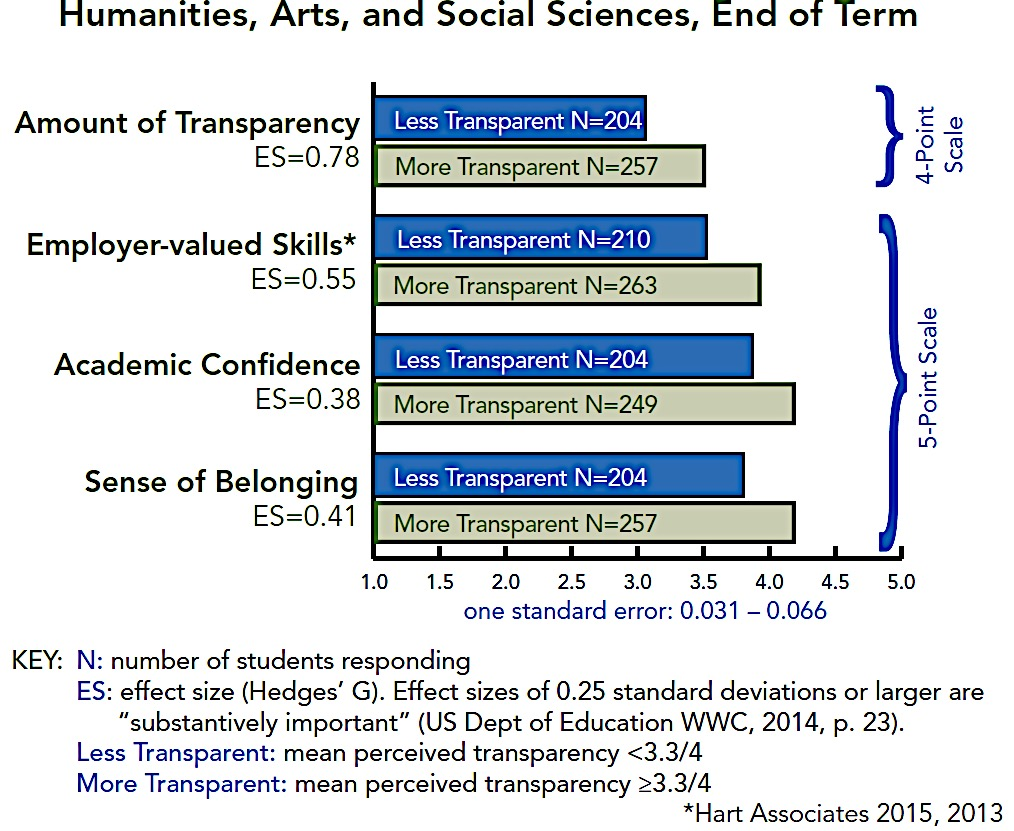 Humanities, Arts, and Social Sciences, End of Term
Amount of Transparency
ES=0.78
Less Transparent N=204
More Transparent N=257
4-Point
Scale
Employer-valued Skills*
ES=0.55
Less Transparent N=210
More Transparent N=263
Academic Confidence
ES=0.38
Less Transparent N=204
More Transparent N=249
Sense of Belonging
ES=0.41
Less Transparent N=204
More Transparent N=257
5-Point Scale
1.0 1.5 2.0 2.5 3.0 3.5 4.0 4.5 5.0
one standard error: 0.031 – 0.066
KEY: N: number of students responding
ES: effect size (Hedges’ G). Effect sizes of 0.25 standard deviations or larger are
“substantively important” (US Dept of Education WWC, 2014, p. 23).
Less Transparent: mean perceived transparency <3.3/4
More Transparent: mean perceived transparency ≥3.3/4
*Hart Associates 2015, 2013